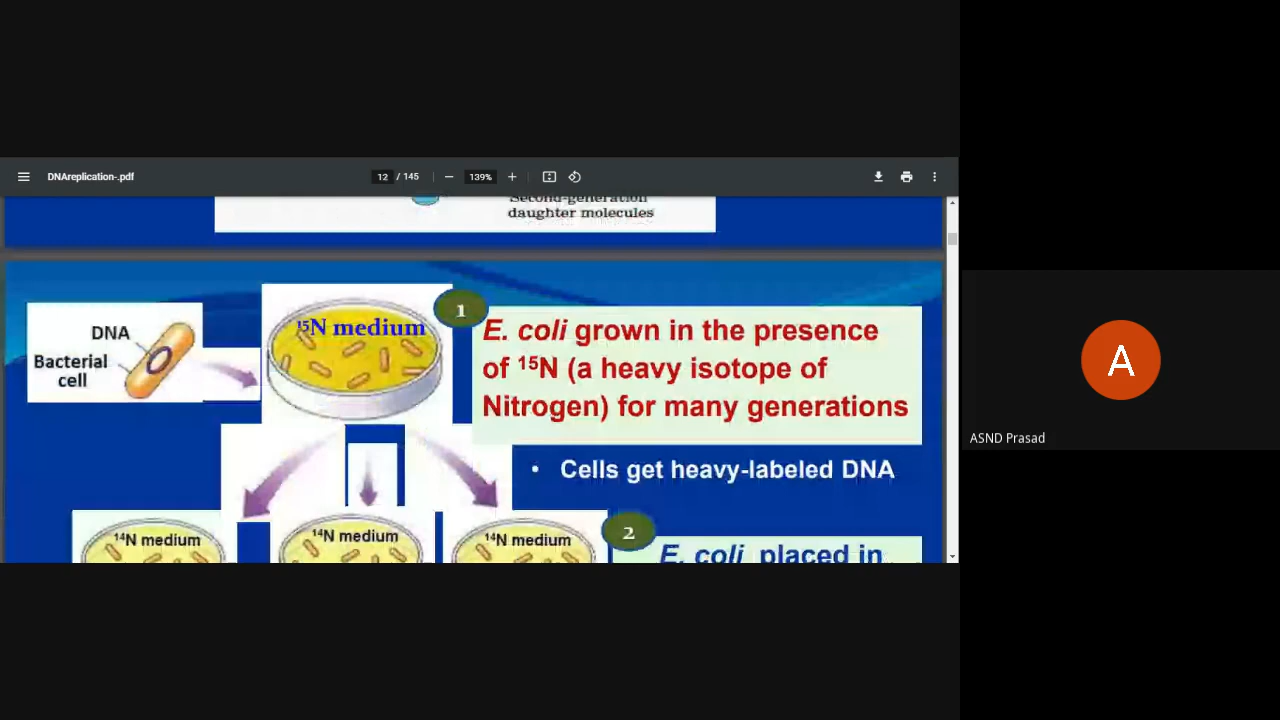 DNAreplication-.pdf
12 / 145
139%
Second-generation
daughter molecules
DNA
Bacterial
cell
¹⁵N medium
1
E. coli grown in the presence
of ¹⁵N (a heavy isotope of
Nitrogen) for many generations
• Cells get heavy-labeled DNA
¹⁴N medium
¹⁴N medium
¹⁴N medium
2
E. coli placed in
A
ASND Prasad